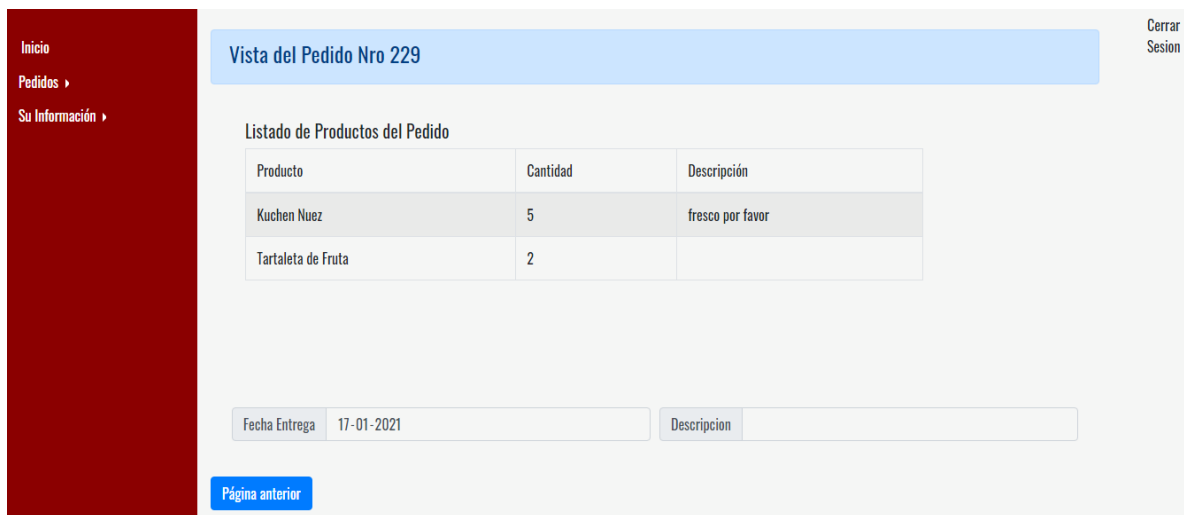 Inicio
Pedidos
Su Información
Cerrar
Sesion
Vista del Pedido Nro 229
Listado de Productos del Pedido
Producto Cantidad Descripción
Kuchen Nuez 5 fresco por favor
Tartaleta de Fruta 2
Fecha Entrega 17-01-2021 Descripcion
Página anterior